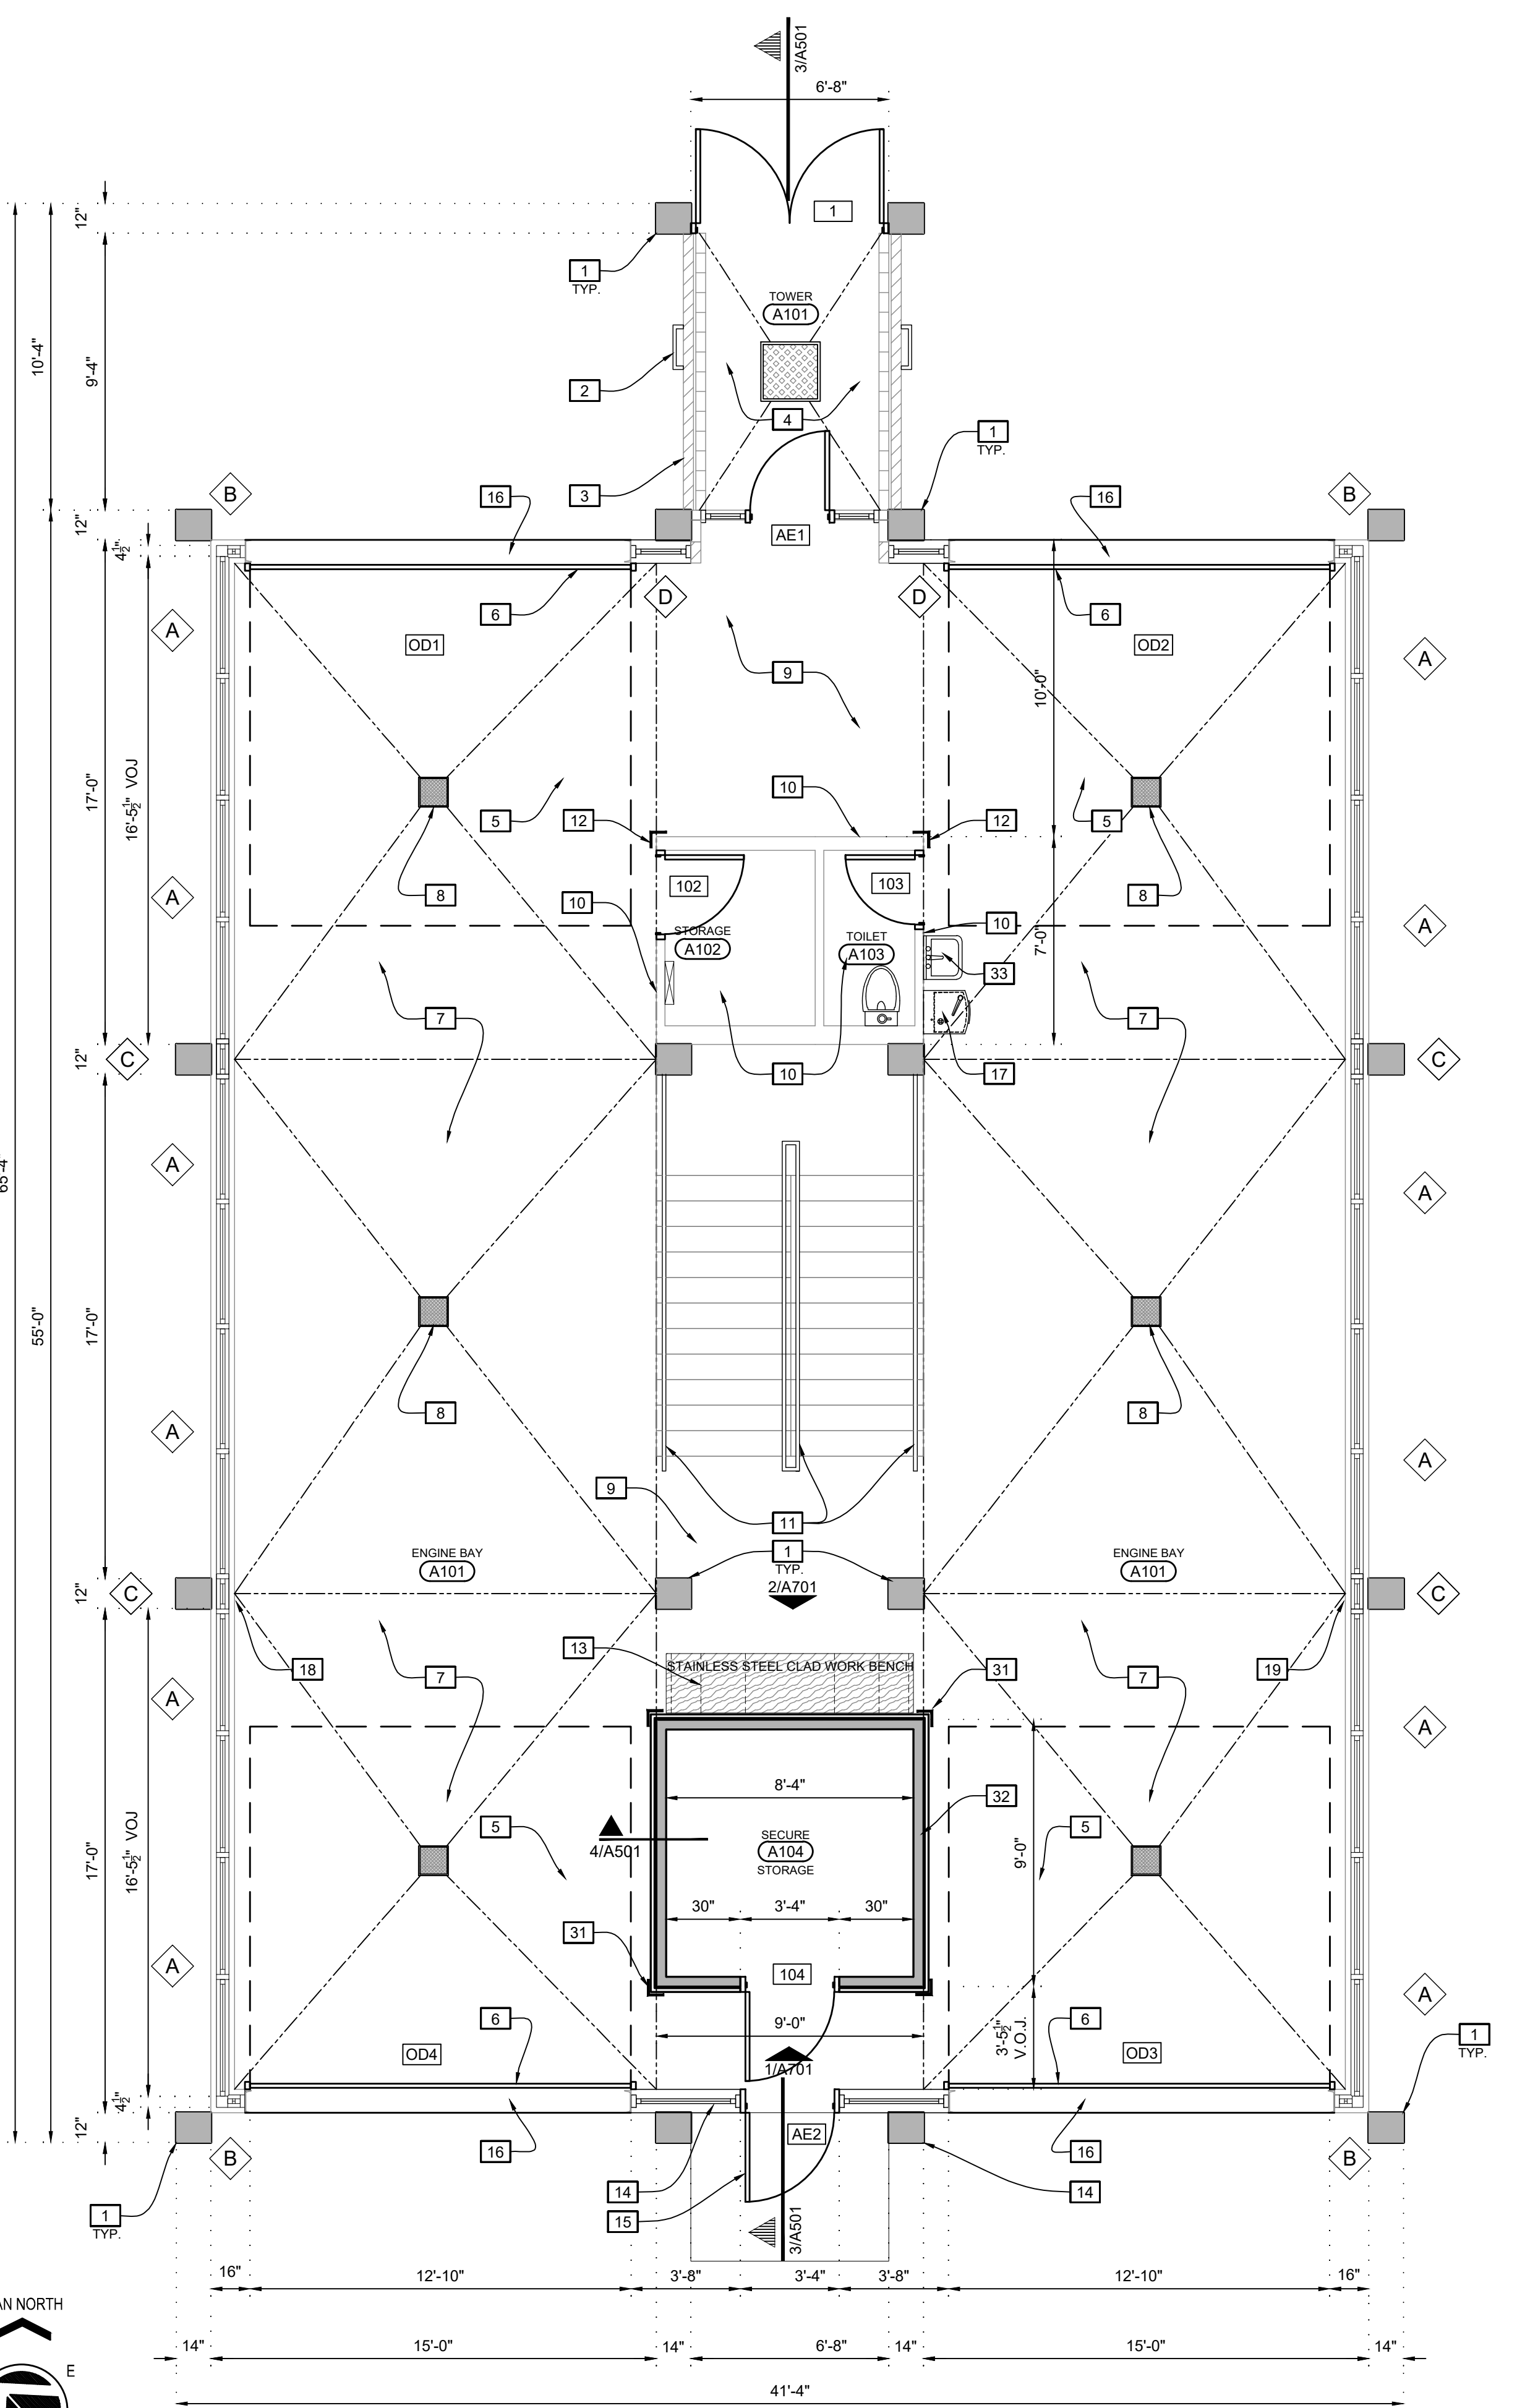 3/A501
6'-8"
12"
1
1
TYP.
TOWER
A101
10'-4"
9'-4"
2
4
1
TYP.
3
B
16
16
B
12"
4½"
AE1
6
D
D
6
A
OD1
OD2
A
9
10'-0"
17'-0"
16'-5½" VOJ
10
5
12
12
5
8
102
103
8
A
10
STORAGE
A102
TOILET
A103
10
A
7'-0"
33
7
7
12"
C
10
17
C
A
A
55'-0"
17'-0"
8
8
A
A
9
11
ENGINE BAY
A101
1
TYP.
2/A701
ENGINE BAY
A101
12"
C
C
13
STAINLESS STEEL CLAD WORK BENCH
18
7
31
19
7
A
A
8'-4"
32
17'-0"
16'-5½" VOJ
5
4/A501
SECURE
A104
STORAGE
9'-0"
5
30"
3'-4"
30"
31
104
A
A
6
9'-0"
3'-5½"
V.O.J.
6
OD4
OD3
1/A701
1
TYP.
4½"
12"
AE2
B
16
16
B
14
14
1
TYP.
15
3/A501
16"
12'-10"
3'-8"
3'-4"
3'-8"
12'-10"
16"
14"
15'-0"
14"
6'-8"
14"
15'-0"
14"
41'-4"
NORTH
E